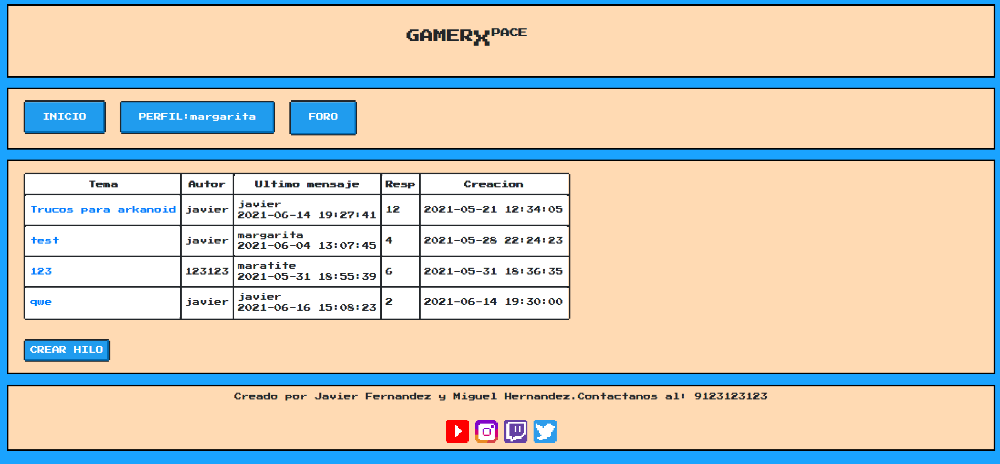 GAMERXPACE
INICIO PERFIL:margarita FORO
Tema Autor Ultimo mensaje Resp Creacion
Trucos para arkanoid javier javier 2021-06-14 19:27:41 12 2021-05-21 12:34:05
test javier margarita 2021-06-04 13:07:45 4 2021-05-28 22:24:23
123 123123 maratite 2021-05-31 18:55:39 6 2021-05-31 18:36:35
qwe javier javier 2021-06-16 15:08:23 2 2021-06-14 19:30:00
CREAR HILO
Creado por Javier Fernandez y Miguel Hernandez.Contactanos al: 9123123123